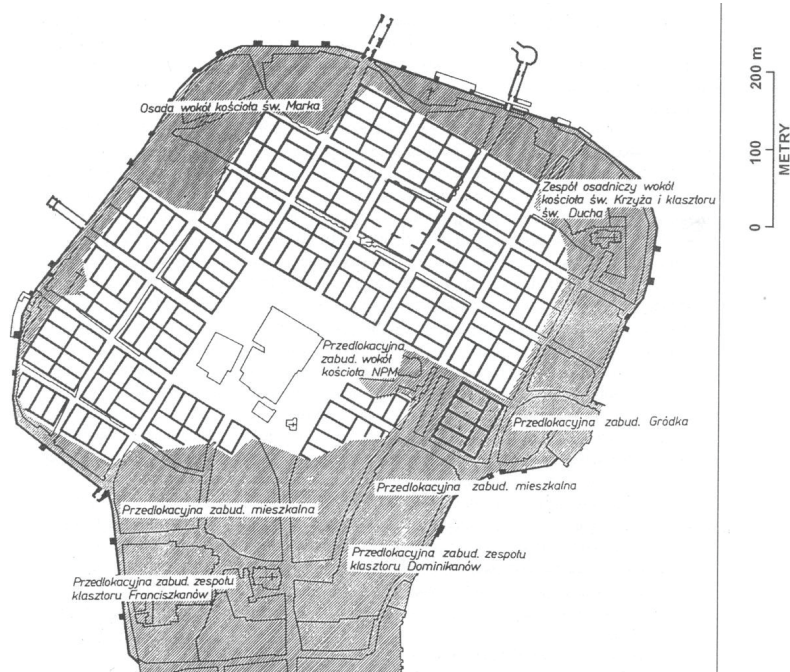 Osada wokół kościoła św. Marka
200 m
100
0
METRY
Zespół osadniczy wokół
kościoła św. Krzyża i klasztoru
św. Ducha
Przedlokacyjna
zabud. wokół
kościoła NPM
Przedlokacyjna zabud. Gródka
Przedlokacyjna zabud. mieszkalna
Przedlokacyjna zabud. mieszkalna
Przedlokacyjna zabud. zespołu
klasztoru Dominikanów
Przedlokacyjna zabud. zespołu
klasztoru Franciszkanów